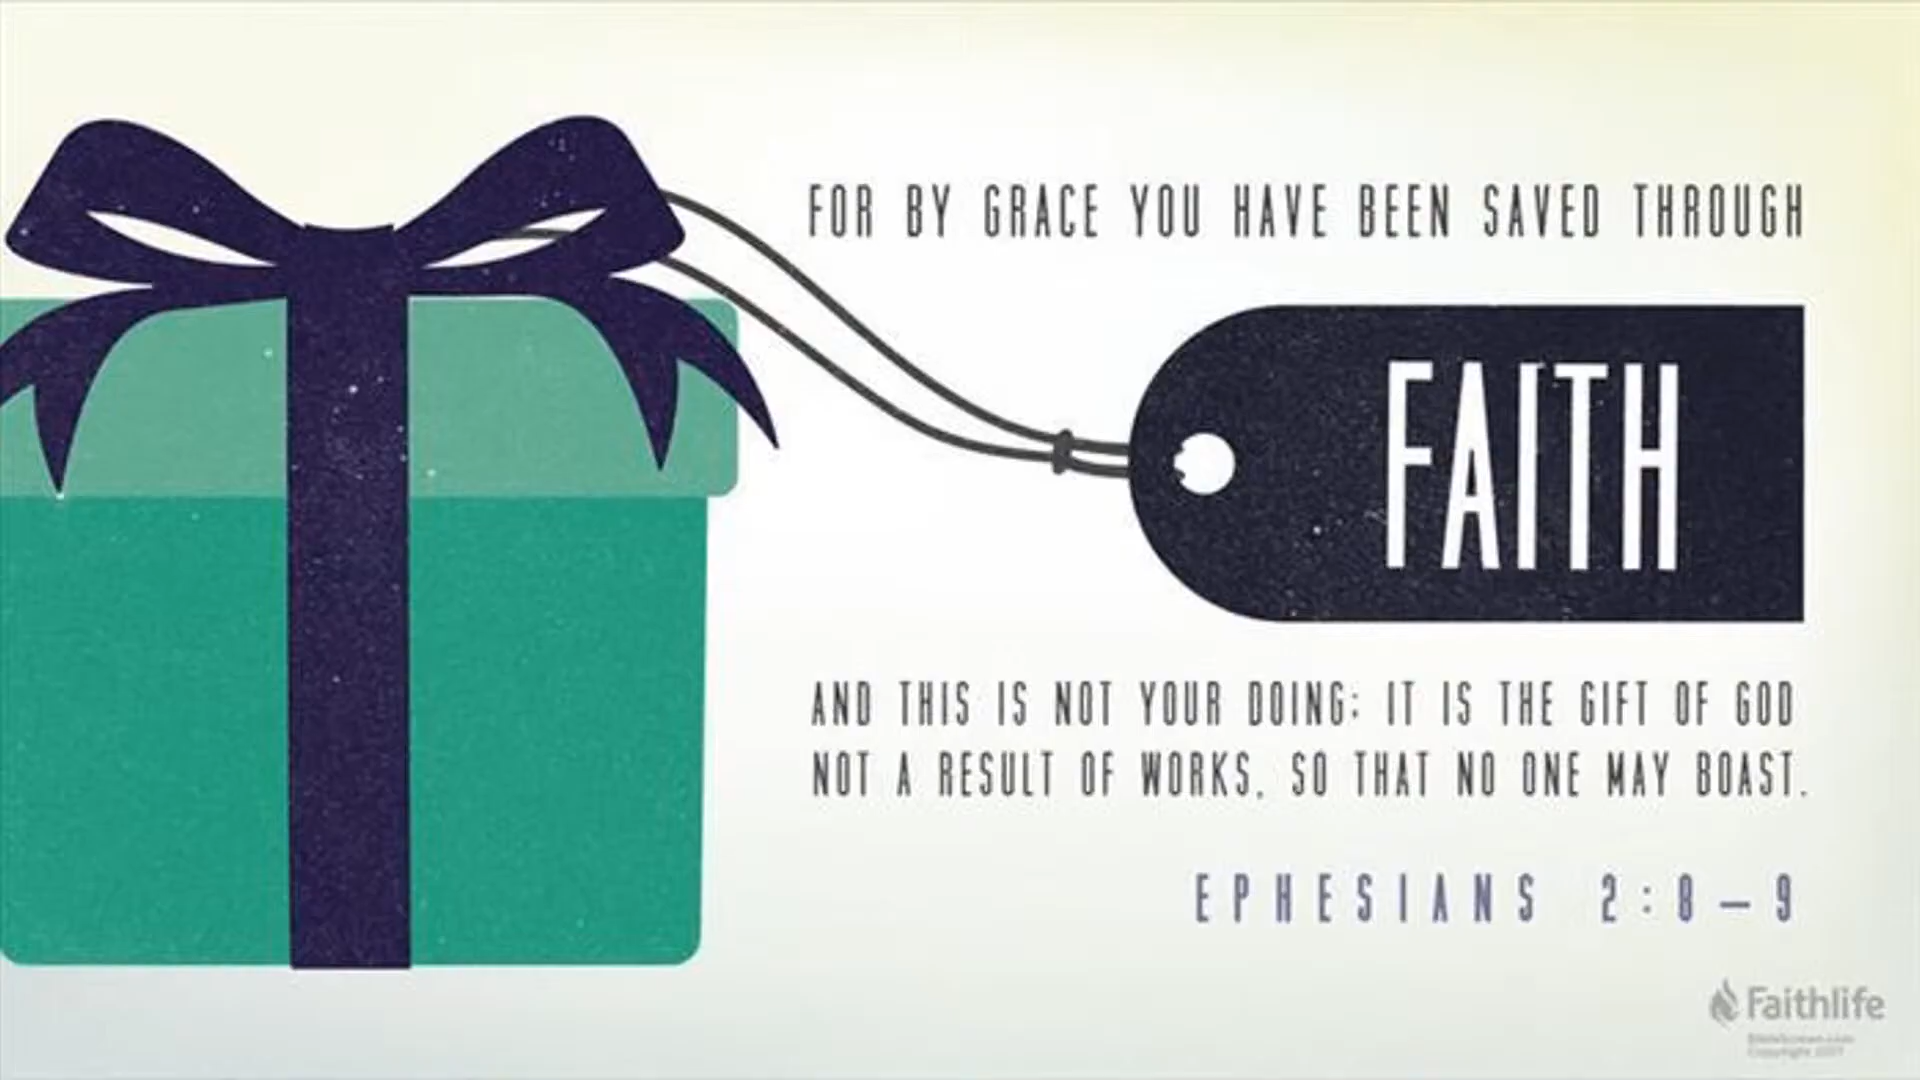 FOR BY GRACE YOU HAVE BEEN SAVED THROUGH
FAITH
AND THIS IS NOT YOUR DOING; IT IS THE GIFT OF GOD
NOT A RESULT OF WORKS, SO THAT NO ONE MAY BOAST.
EPHESIANS 2:8–9
Faithlife